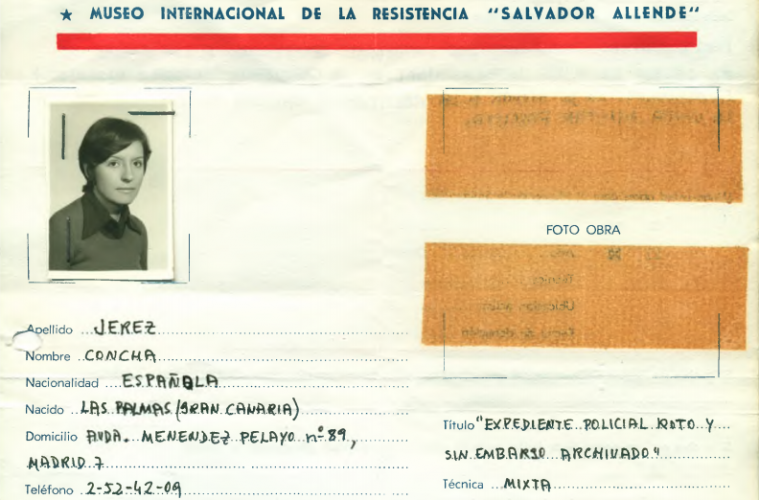 ★ MUSEO INTERNACIONAL DE LA RESISTENCIA "SALVADOR ALLENDE"
FOTO OBRA
Apellido JEREZ
Nombre CONCHA
Nacionalidad ESPAÑOLA
Nacido LAS PALMAS (GRAN CANARIA)
Domicilio AVDA. MENENDEZ PELAYO nº 89,
MADRID 7
Teléfono 2-52-42-09
Título "EXPEDIENTE POLICIAL ROTO Y
SIN EMBARGO ARCHIVADO"
Técnica MIXTA